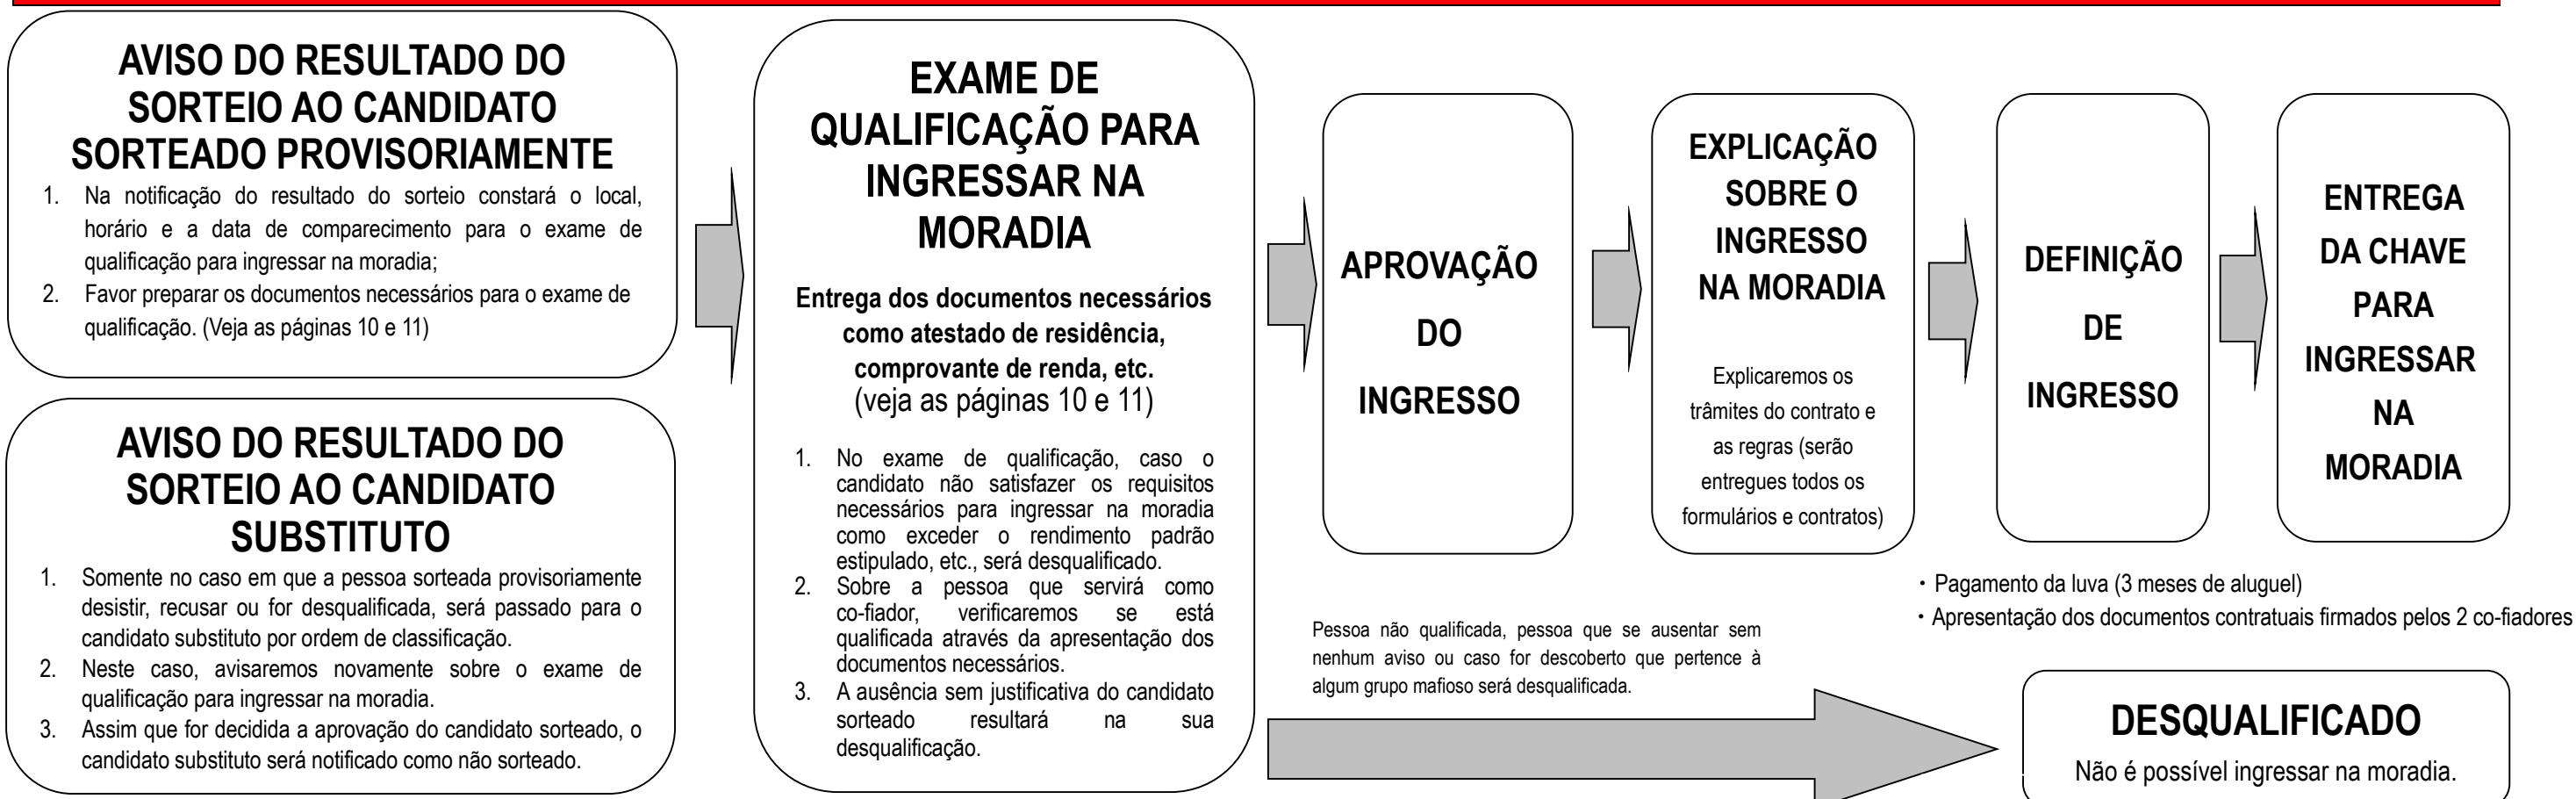 AVISO DO RESULTADO DO
SORTEIO AO CANDIDATO
SORTEADO PROVISORIAMENTE
1. Na notificação do resultado do sorteio constará o local,
horário e a data de comparecimento para o exame de
qualificação para ingressar na moradia;
2. Favor preparar os documentos necessários para o exame de
qualificação. (Veja as páginas 10 e 11)
AVISO DO RESULTADO DO
SORTEIO AO CANDIDATO
SUBSTITUTO
1. Somente no caso em que a pessoa sorteada provisoriamente
desistir, recusar ou for desqualificada, será passado para o
candidato substituto por ordem de classificação.
2. Neste caso, avisaremos novamente sobre o exame de
qualificação para ingressar na moradia.
3. Assim que for decidida a aprovação do candidato sorteado, o
candidato substituto será notificado como não sorteado.
EXAME DE
QUALIFICAÇÃO PARA
INGRESSAR NA
MORADIA
Entrega dos documentos necessários
como atestado de residência,
comprovante de renda, etc.
(veja as páginas 10 e 11)
1. No exame de qualificação, caso o
candidato não satisfazer os requisitos
necessários para ingressar na moradia
como exceder o rendimento padrão
estipulado, etc., será desqualificado.
2. Sobre a pessoa que servirá como
co-fiador, verificaremos se está
qualificada através da apresentação dos
documentos necessários.
3. A ausência sem justificativa do candidato
sorteado resultará na sua
desqualificação.
APROVAÇÃO
DO
INGRESSO
EXPLICAÇÃO
SOBRE O
INGRESSO
NA MORADIA
Explicaremos os
trâmites do contrato e
as regras (serão
entregues todos os
formulários e contratos)
DEFINIÇÃO
DE
INGRESSO
ENTREGA
DA CHAVE
PARA
INGRESSAR
NA
MORADIA
・Pagamento da luva (3 meses de aluguel)
・Apresentação dos documentos contratuais firmados pelos 2 co-fiadores
Pessoa não qualificada, pessoa que se ausentar sem
nenhum aviso ou caso for descoberto que pertence à
algum grupo mafioso será desqualificada.
DESQUALIFICADO
Não é possível ingressar na moradia.